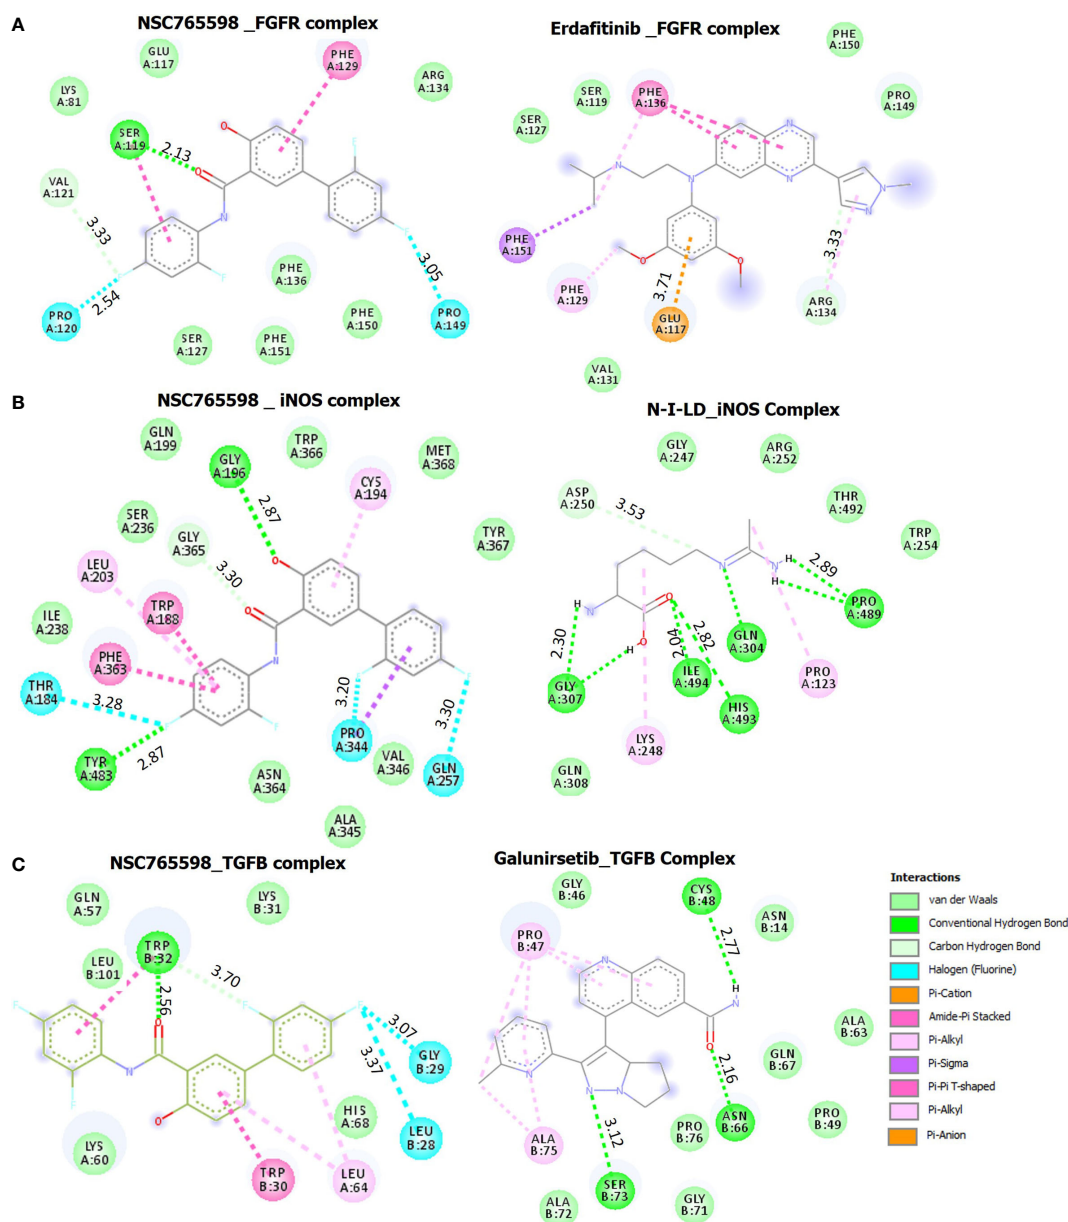 A
NSC765598 _FGFR complex
GLU
A:117
PHE
A:129
ARG
A:134
LYS
A:81
SER
A:119
2.13
O
O
F
VAL
A:121
3.33
N
F
F
F
3.05
PHE
A:136
PRO
A:120
2.54
PHE
A:150
PRO
A:149
SER
A:127
PHE
A:151
Erdafitinib _FGFR complex
PHE
A:150
SER
A:119
PHE
A:136
PRO
A:149
SER
A:127
N
N
N
N
N
N
PHE
A:151
3.33
O
O
PHE
A:129
3.71
GLU
A:117
ARG
A:134
VAL
A:131
B
NSC765598 _ iNOS complex
GLN
A:199
TRP
A:366
MET
A:368
GLY
A:196
CYS
A:194
2.87
SER
A:236
GLY
A:365
TYR
A:367
O
LEU
A:203
3.30
O
TRP
A:188
ILE
A:238
N
PHE
A:363
F
F
THR
A:184
3.28
F
F
3.20
3.30
PRO
A:344
TYR
A:483
2.87
VAL
A:346
GLN
A:257
ASN
A:364
ALA
A:345
N-I-LD_iNOS Complex
GLY
A:247
ARG
A:252
ASP
A:250
3.53
THR
A:492
TRP
A:254
H
N
N
H
2.89
H
N
O
PRO
A:489
2.30
H
O
2.04
2.82
GLN
A:304
GLY
A:307
ILE
A:494
PRO
A:123
HIS
A:493
LYS
A:248
GLN
A:308
C
NSC765598_TGFB complex
GLN
A:57
LYS
B:31
TRP
B:32
LEU
B:101
3.70
2.56
F
F
F
O
3.07
GLY
B:29
N
3.37
F
HIS
A:68
LEU
B:28
O
LYS
A:60
TRP
B:30
LEU
A:64
Galunirsetib_TGFB Complex
GLY
B:46
CYS
B:48
ASN
B:14
PRO
B:47
2.77
N
H
N
ALA
B:63
O
GLN
B:67
N
2.16
N
N
PRO
B:49
ASN
B:66
PRO
B:76
ALA
B:75
3.12
SER
B:73
ALA
B:72
GLY
B:71
Interactions
van der Waals
Conventional Hydrogen Bond
Carbon Hydrogen Bond
Halogen (Fluorine)
Pi-Cation
Amide-Pi Stacked
Pi-Alkyl
Pi-Sigma
Pi-Pi T-shaped
Pi-Alkyl
Pi-Anion